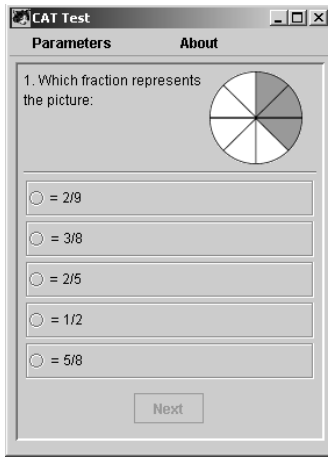 CAT Test
Parameters About
1. Which fraction represents
the picture:
= 2/9
= 3/8
= 2/5
= 1/2
= 5/8
Next